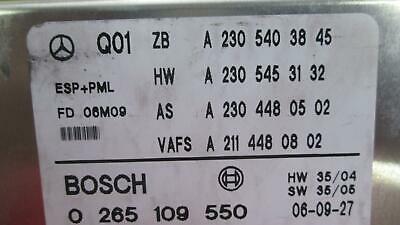 Q01 ZB A 230 540 38 45
ESP+PML HW A 230 545 31 32
FD 06M09 AS A 230 448 05 02
VAFS A 211 448 08 02
BOSCH HW 35/04
SW 35/05
0 265 109 550 06-09-27